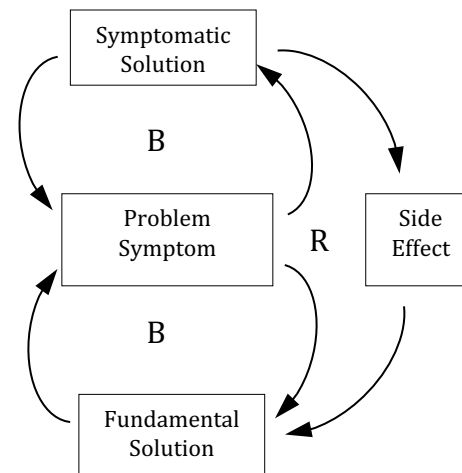 Symptomatic
Solution
B
Problem
Symptom
R
Side
Effect
B
Fundamental
Solution